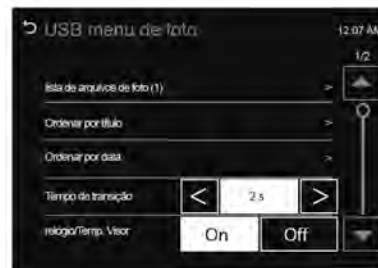 USB menu de foto
12:07 AM
1/2
lista de arquivos de foto (1) >
Ordenar por título >
Ordenar por data >
Tempo de transição < 2 s >
relógio/Temp. Visor On Off